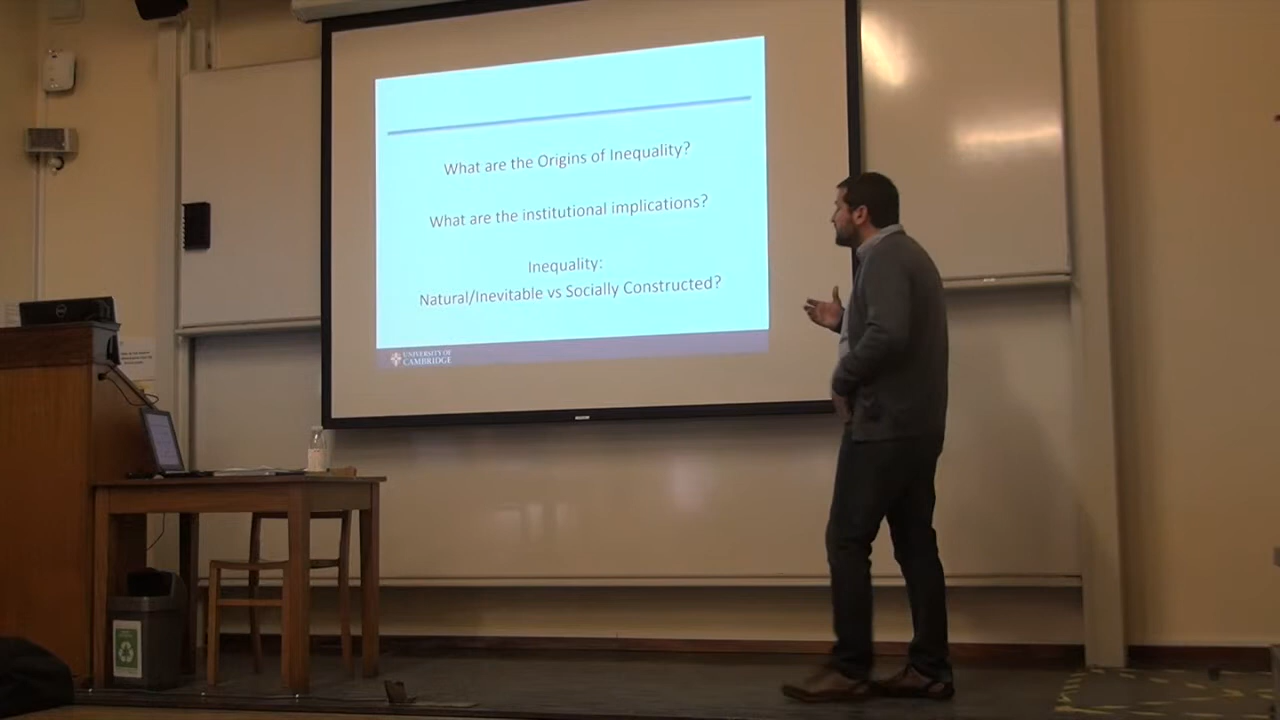 What are the Origins of Inequality?
What are the institutional implications?
Inequality:
Natural/Inevitable vs Socially Constructed?
UNIVERSITY OF
CAMBRIDGE